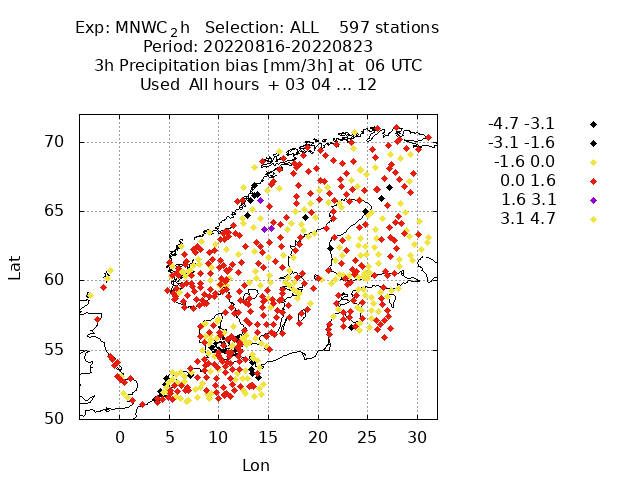 Exp: MNWC_2h Selection: ALL 597 stations
Period: 20220816-20220823
3h Precipitation bias [mm/3h] at 06 UTC
Used All hours + 03 04 ... 12
-4.7 -3.1
-3.1 -1.6
-1.6 0.0
0.0 1.6
1.6 3.1
3.1 4.7
70
65
60
55
50
Lat
0 5 10 15 20 25 30
Lon